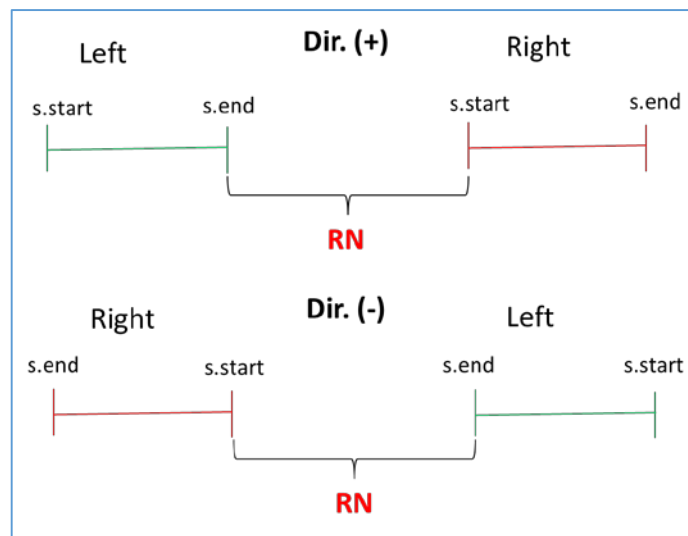 Left Dir. (+) Right
s.start s.end s.start s.end
RN
Right Dir. (-) Left
s.end s.start s.end s.start
RN